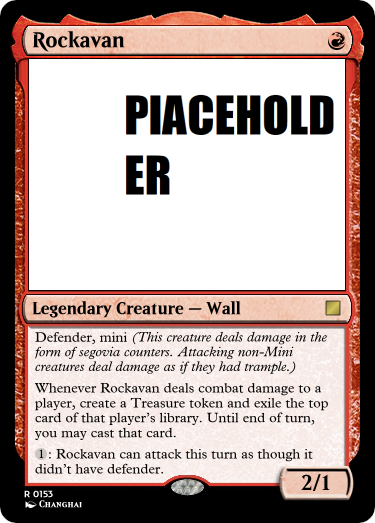 Rockavan
PIACEHOLD
ER
Legendary Creature — Wall
Defender, mini (This creature deals damage in the
form of segovia counters. Attacking non-Mini
creatures deal damage as if they had trample.)
Whenever Rockavan deals combat damage to a
player, create a Treasure token and exile the top
card of that player's library. Until end of turn,
you may cast that card.
1: Rockavan can attack this turn as though it
didn't have defender.
2/1
R 0153
Changhai